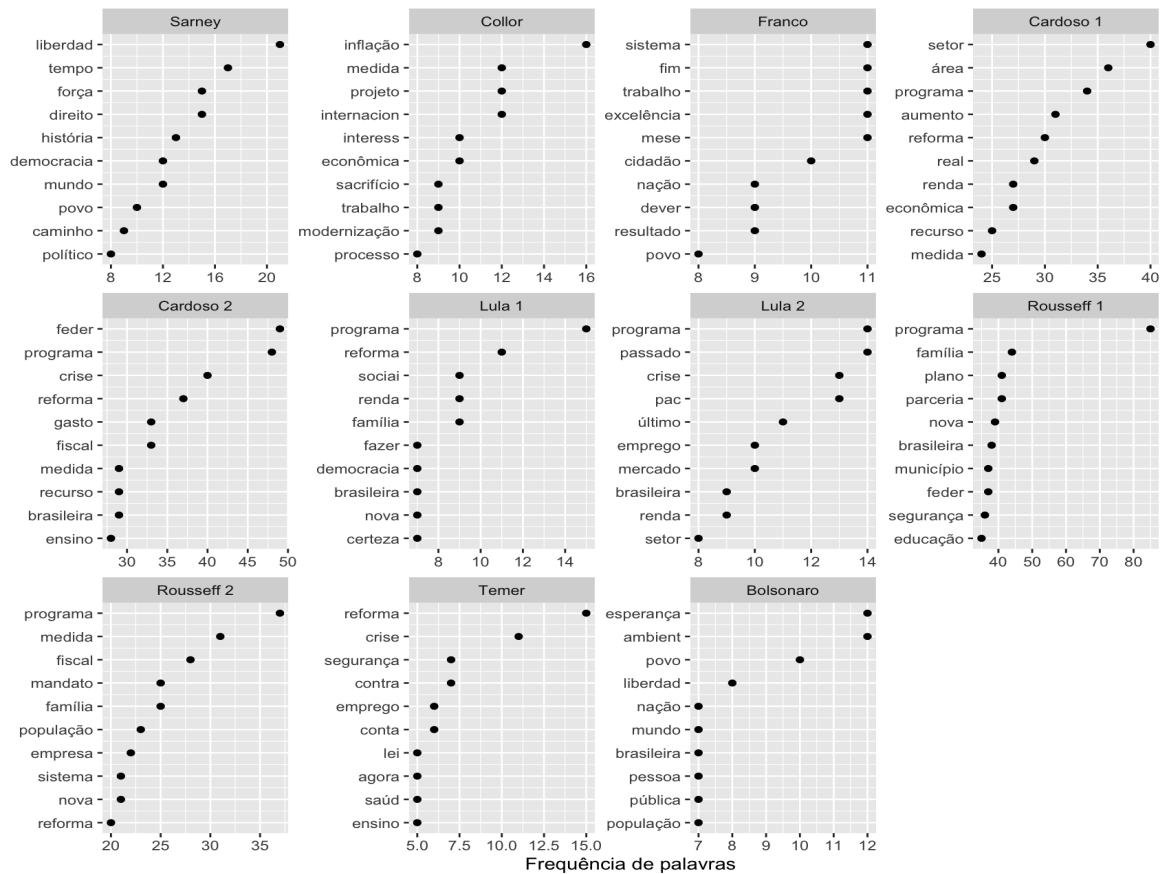 Sarney
liberdad
tempo
força
direito
história
democracia
mundo
povo
caminho
político
8 12 16 20
Collor
inflação
medida
projeto
internacion
interess
econômica
sacrifício
trabalho
modernização
processo
8 10 12 14 16
Franco
sistema
fim
trabalho
excelência
mese
cidadão
nação
dever
resultado
povo
8 9 10 11
Cardoso 1
setor
área
programa
aumento
reforma
real
renda
econômica
recurso
medida
25 30 35 40
Cardoso 2
feder
programa
crise
reforma
gasto
fiscal
medida
recurso
brasileira
ensino
30 35 40 45 50
Lula 1
programa
reforma
sociai
renda
família
fazer
democracia
brasileira
nova
certeza
8 10 12 14
Lula 2
programa
passado
crise
pac
último
emprego
mercado
brasileira
renda
setor
8 10 12 14
Rousseff 1
programa
família
plano
parceria
nova
brasileira
município
feder
segurança
educação
40 50 60 70 80
Rousseff 2
programa
medida
fiscal
mandato
família
população
empresa
sistema
nova
reforma
20 25 30 35
Temer
reforma
crise
segurança
contra
emprego
conta
lei
agora
saúd
ensino
5.0 7.5 10.0 12.5 15.0
Bolsonaro
esperança
ambient
povo
liberdad
nação
mundo
brasileira
pessoa
pública
população
7 8 9 10 11 12
Frequência de palavras